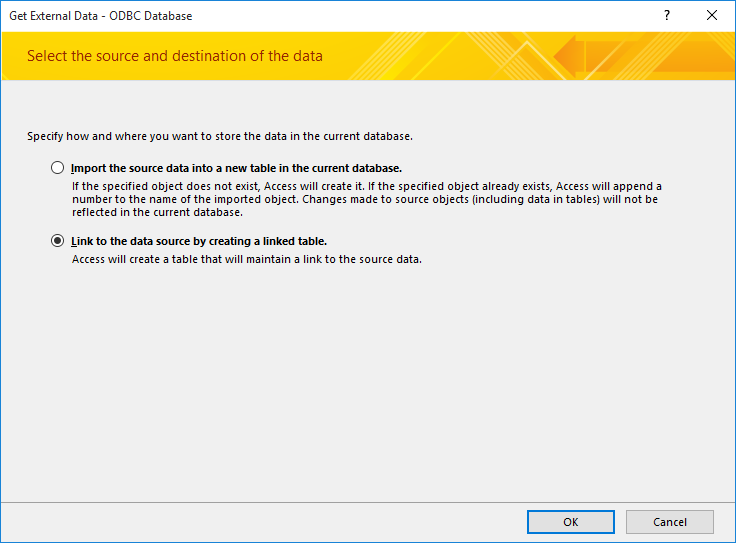 Get External Data - ODBC Database
?
Select the source and destination of the data
Specify how and where you want to store the data in the current database.
Import the source data into a new table in the current database.
If the specified object does not exist, Access will create it. If the specified object already exists, Access will append a
number to the name of the imported object. Changes made to source objects (including data in tables) will not be
reflected in the current database.
Link to the data source by creating a linked table.
Access will create a table that will maintain a link to the source data.
OK
Cancel